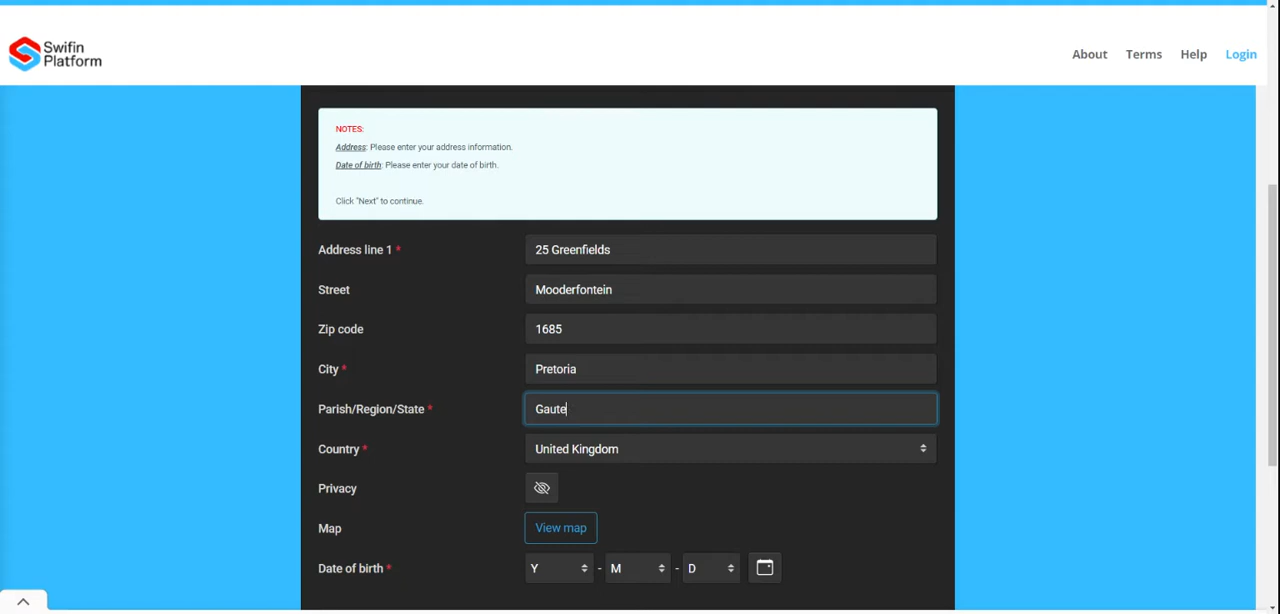 Swifin
Platform
About Terms Help Login
NOTES:
Address: Please enter your address information.
Date of birth: Please enter your date of birth.
Click "Next" to continue.
Address line 1 * 25 Greenfields
Street Mooderfontein
Zip code 1685
City * Pretoria
Parish/Region/State * Gaute
Country * United Kingdom
Privacy
Map View map
Date of birth * Y - M - D